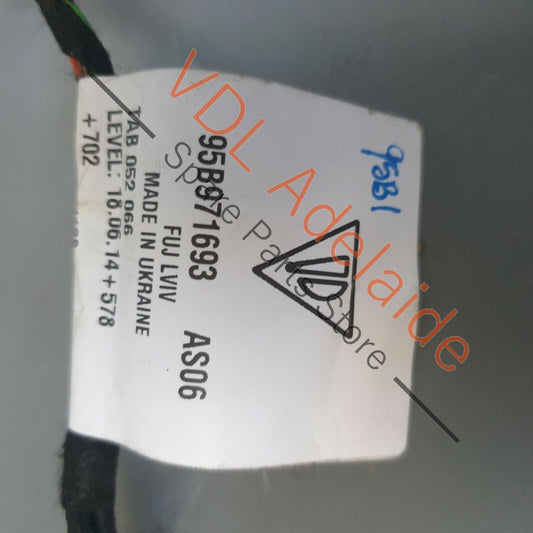 95B1
95B971693 AS06
FUJ LVIV
MADE IN UKRAINE
TAB 052 066
LEVEL: 18.06.14+578
+702
VDL Adelaide
Spare Parts Store